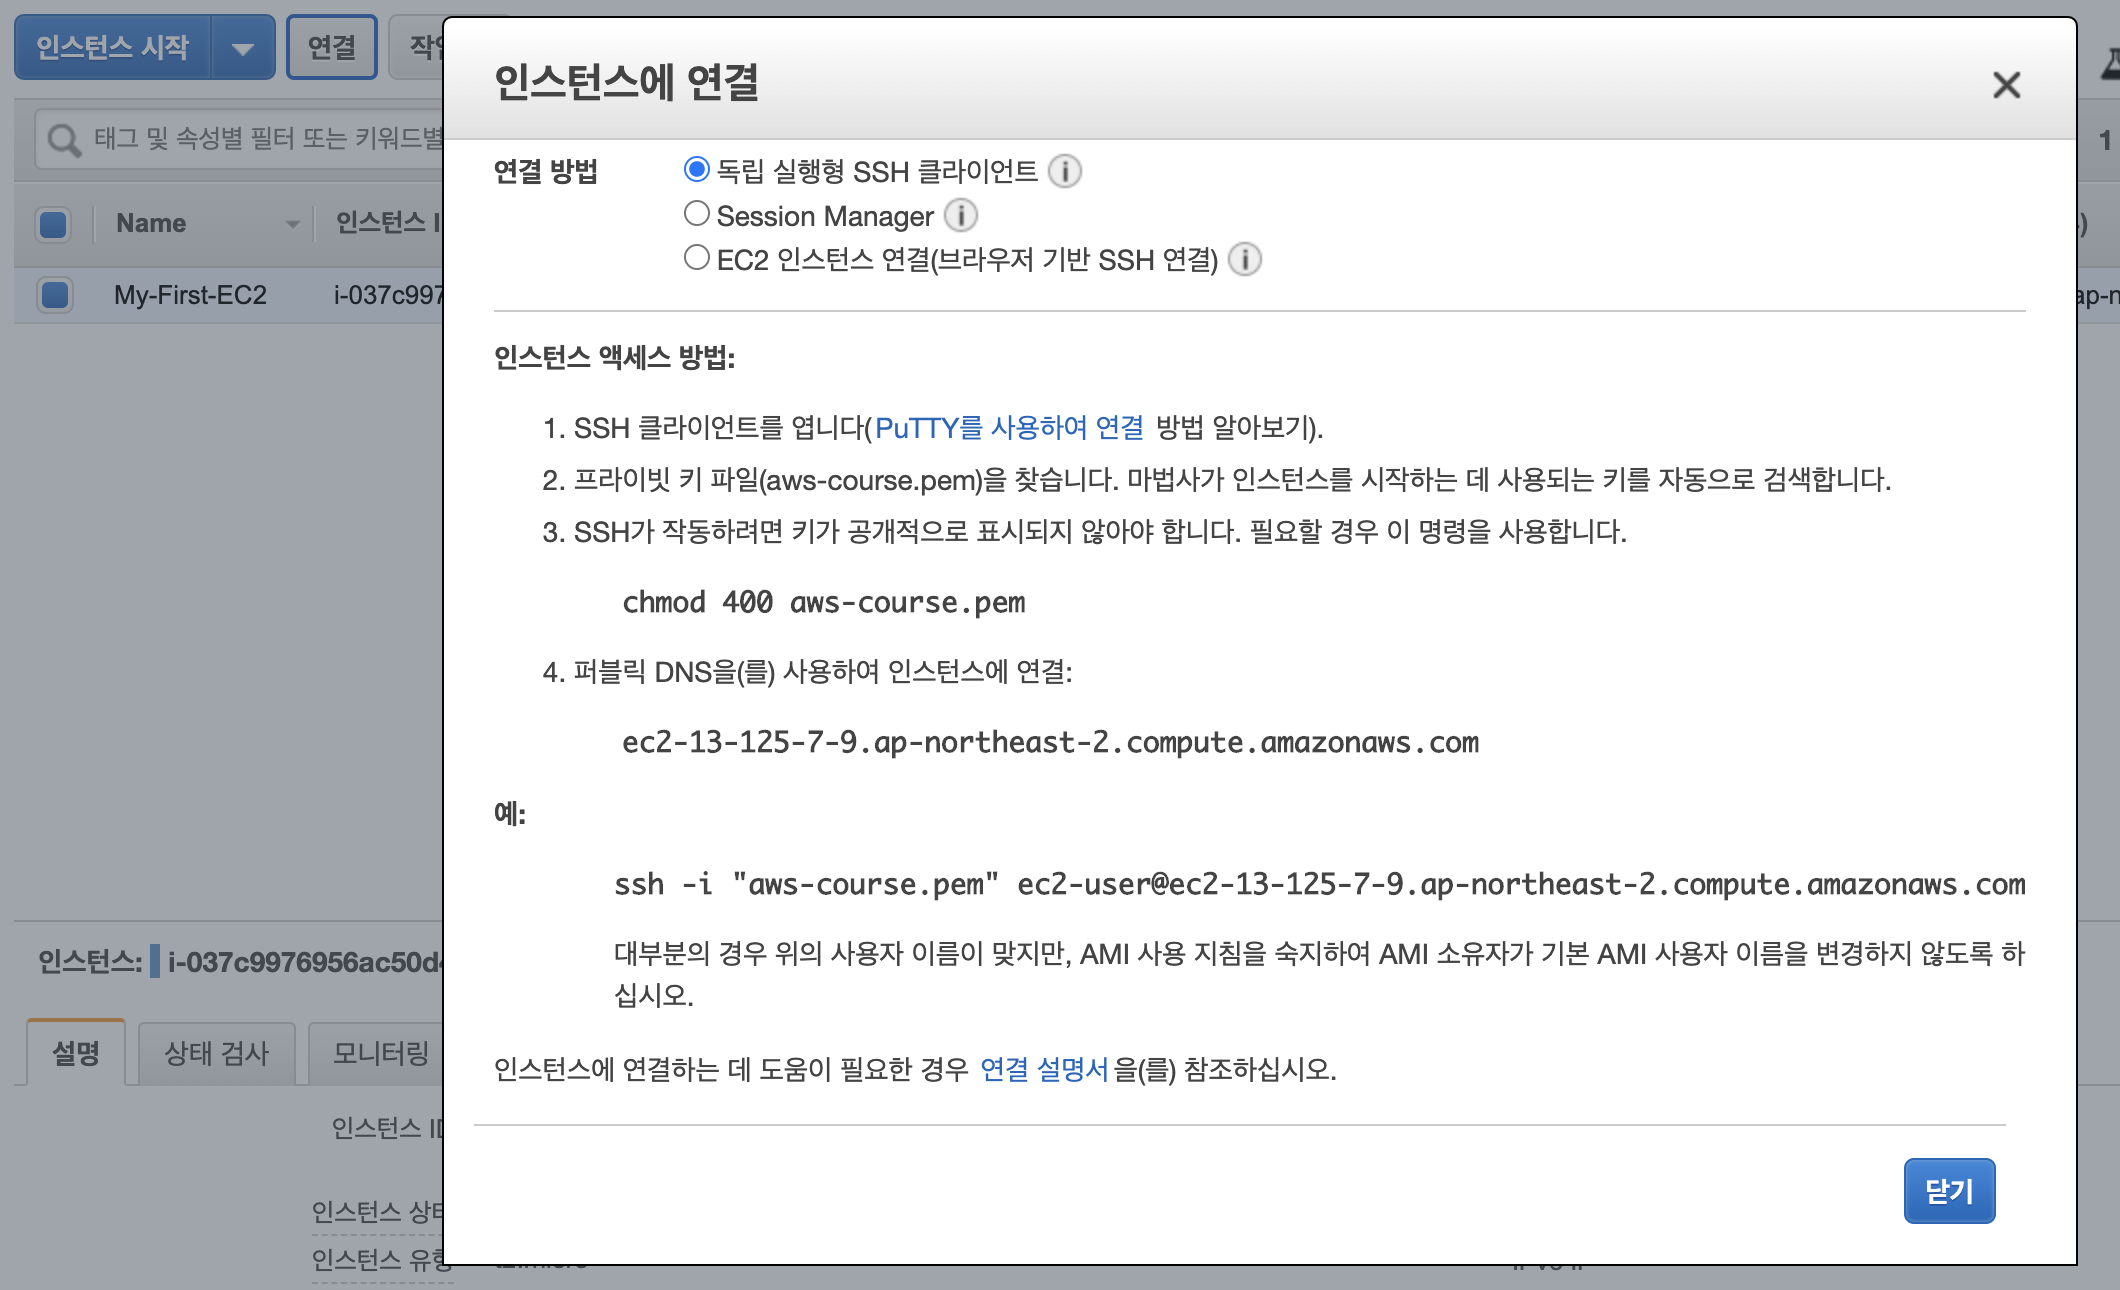 인스턴스 시작
연결
인스턴스에 연결
태그 및 속성별 필터 또는 키워드별
1
연결 방법
독립 실행형 SSH 클라이언트
Session Manager
EC2 인스턴스 연결(브라우저 기반 SSH 연결)
Name
인스턴스 I
My-First-EC2
i-037c997
ap-n
인스턴스 액세스 방법:
1. SSH 클라이언트를 엽니다(PuTTY를 사용하여 연결 방법 알아보기).
2. 프라이빗 키 파일(aws-course.pem)을 찾습니다. 마법사가 인스턴스를 시작하는 데 사용되는 키를 자동으로 검색합니다.
3. SSH가 작동하려면 키가 공개적으로 표시되지 않아야 합니다. 필요할 경우 이 명령을 사용합니다.
chmod 400 aws-course.pem
4. 퍼블릭 DNS을(를) 사용하여 인스턴스에 연결:
ec2-13-125-7-9.ap-northeast-2.compute.amazonaws.com
예:
ssh -i "aws-course.pem" ec2-user@ec2-13-125-7-9.ap-northeast-2.compute.amazonaws.com
대부분의 경우 위의 사용자 이름이 맞지만, AMI 사용 지침을 숙지하여 AMI 소유자가 기본 AMI 사용자 이름을 변경하지 않도록 하
십시오.
인스턴스에 연결하는 데 도움이 필요한 경우 연결 설명서을(를) 참조하십시오.
닫기
인스턴스: i-037c9976956ac50d
설명
상태 검사
모니터링
인스턴스 ID
인스턴스 상태
인스턴스 유형